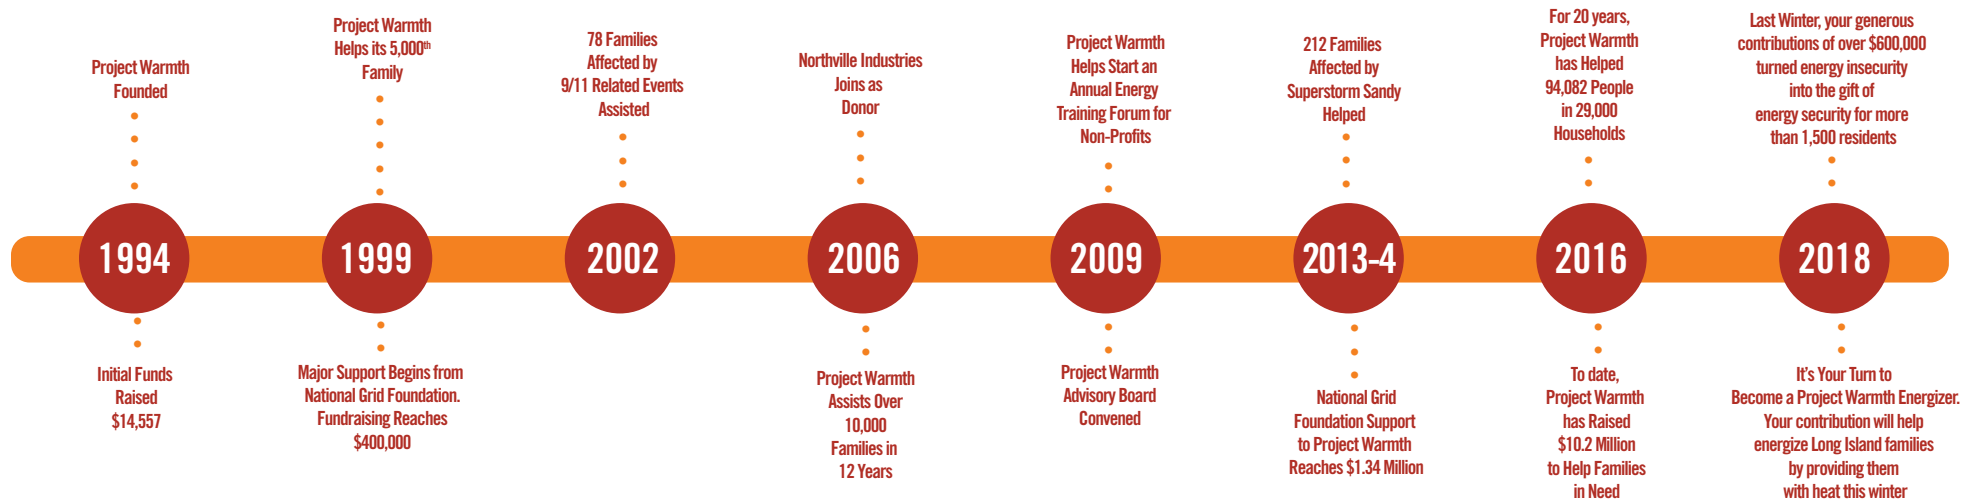 Project Warmth
Founded
1994
Initial Funds
Raised
$14,557
Project Warmth
Helps its 5,000th
Family
1999
Major Support Begins from
National Grid Foundation.
Fundraising Reaches
$400,000
78 Families
Affected by
9/11 Related Events
Assisted
2002
Northville Industries
Joins as
Donor
2006
Project Warmth
Assists Over
10,000
Families in
12 Years
Project Warmth
Helps Start an
Annual Energy
Training Forum for
Non-Profits
2009
Project Warmth
Advisory Board
Convened
212 Families
Affected by
Superstorm Sandy
Helped
2013-4
National Grid
Foundation Support
to Project Warmth
Reaches $1.34 Million
For 20 years,
Project Warmth
has Helped
94,082 People
in 29,000
Households
2016
To date,
Project Warmth
has Raised
$10.2 Million
to Help Families
in Need
Last Winter, your generous
contributions of over $600,000
turned energy insecurity
into the gift of
energy security for more
than 1,500 residents
2018
It's Your Turn to
Become a Project Warmth Energizer.
Your contribution will help
energize Long Island families
by providing them
with heat this winter